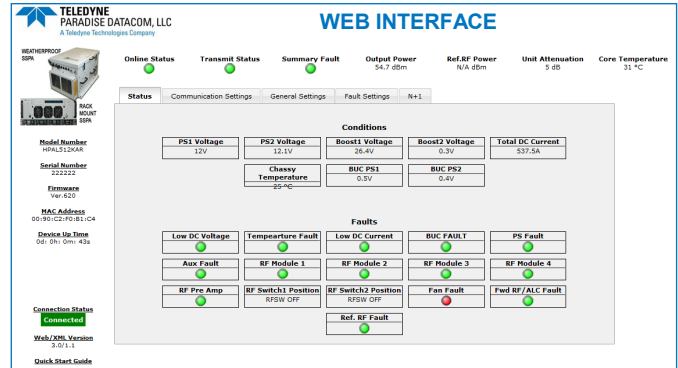 TELEDYNE
PARADISE DATACOM, LLC
A Teledyne Technologies Company
WEB INTERFACE
WEATHERPROOF
SSPA
RACK
MOUNT
SSPA
Online Status Transmit Status Summary Fault Output Power Ref.RF Power Unit Attenuation Core Temperature
54.7 dBm N/A dBm 5 dB 31 °C
Status Communication Settings General Settings Fault Settings N+1
Model Number
HPAL512KAR
Serial Number
222222
Firmware
Ver.620
MAC Address
00:90:C2:F0:B1:C4
Device Up Time
0d: 0h: 0m: 43s
Connection Status
Connected
Web/XML Version
3.0/1.1
Quick Start Guide
Conditions
PS1 Voltage PS2 Voltage Boost1 Voltage Boost2 Voltage Total DC Current
12V 12.1V 26.4V 0.3V 537.5A
Chassy
Temperature BUC PS1 BUC PS2
25 °C 0.5V 0.4V
Faults
Low DC Voltage Tempearture Fault Low DC Current BUC FAULT PS Fault
Aux Fault RF Module 1 RF Module 2 RF Module 3 RF Module 4
RF Pre Amp RF Switch1 Position RF Switch2 Position Fan Fault Fwd RF/ALC Fault
RFSW OFF RFSW OFF
Ref. RF Fault